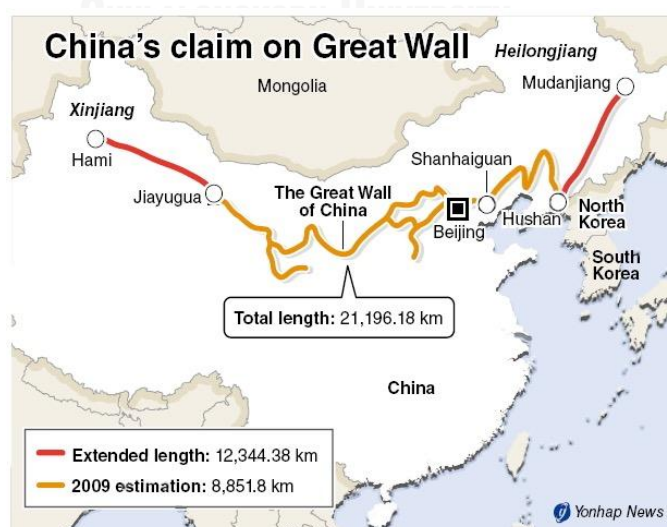 China's claim on Great Wall
Heilongjiang
Mongolia
Mudanjiang
Xinjiang
Hami
Shanhaiguan
Jiayugua
The Great Wall
of China
Beijing
Hushan
North
Korea
South
Korea
Total length: 21,196.18 km
China
Extended length: 12,344.38 km
2009 estimation: 8,851.8 km
Yonhap News